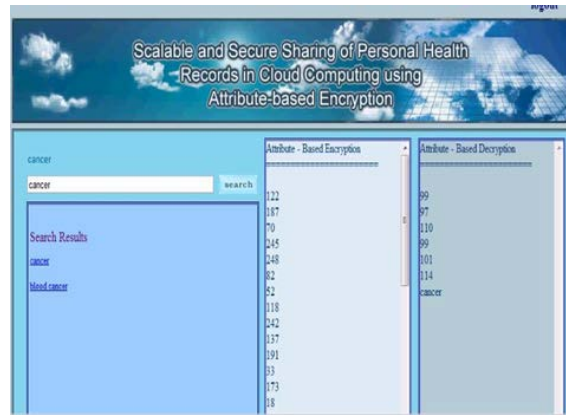 logout
Scalable and Secure Sharing of Personal Health
Records in Cloud Computing using
Attribute-based Encryption
cancer
cancer
search
Search Results
cancer
blood cancer
Attribute - Based Encryption
==============================
122
187
70
245
248
82
52
118
242
137
191
33
173
18
Attribute - Based Decryption
==============================
99
97
110
99
101
114
cancer